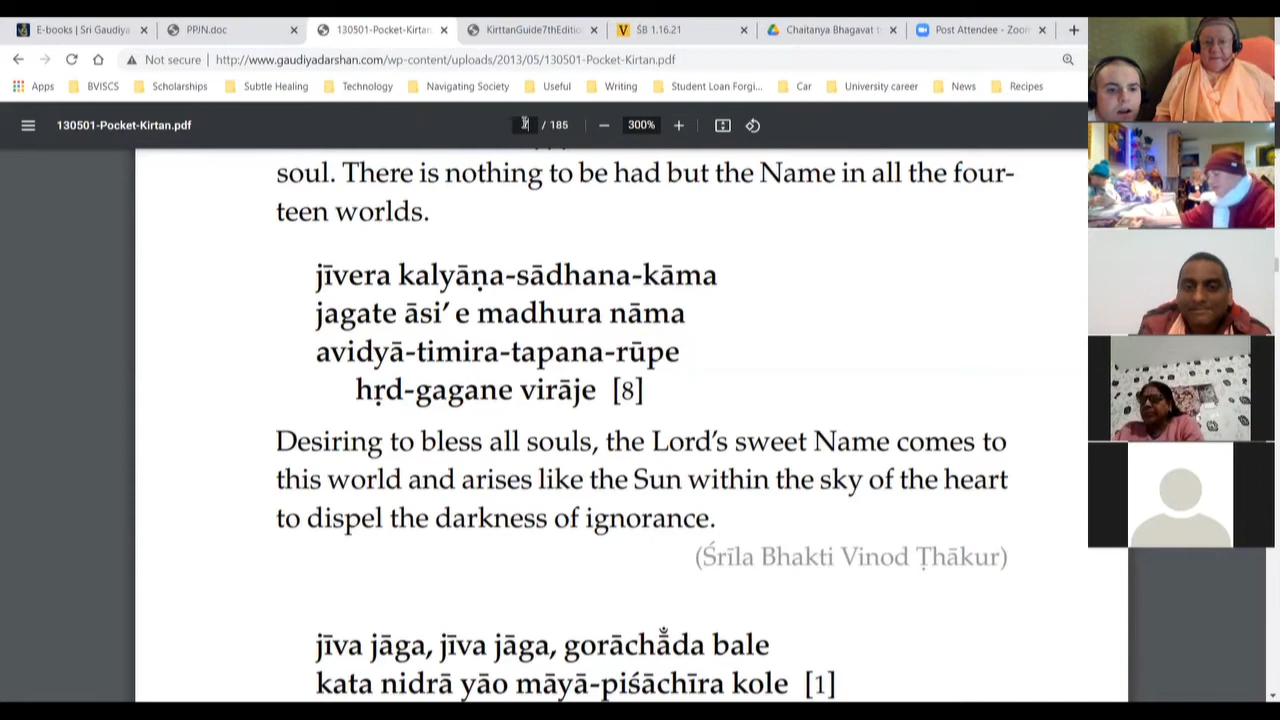 E-books | Sri Gaudiya
PPJN.doc
130501-Pocket-Kirtan
KirttanGuide7thEditio
ŚB 1.16.21
Chaitanya Bhagavat t
Post Attendee - Zoom
Not secure | http://www.gaudiyadarshan.com/wp-content/uploads/2013/05/130501-Pocket-Kirtan.pdf
Apps BVISCS Scholarships Subtle Healing Technology Navigating Society Useful Writing Student Loan Forgi... Car University career News Recipes
130501-Pocket-Kirtan.pdf / 185 — 300% +
soul. There is nothing to be had but the Name in all the four-
teen worlds.
jīvera kalyāṇa-sādhana-kāma
jagate āsi’ e madhura nāma
avidyā-timira-tapana-rūpe
hṛd-gagane virāje [8]
Desiring to bless all souls, the Lord’s sweet Name comes to
this world and arises like the Sun within the sky of the heart
to dispel the darkness of ignorance.
(Śrīla Bhakti Vinod Ṭhākur)
jīva jāga, jīva jāga, gorāchā̐da bale
kata nidrā yāo māyā-piśāchīra kole [1]